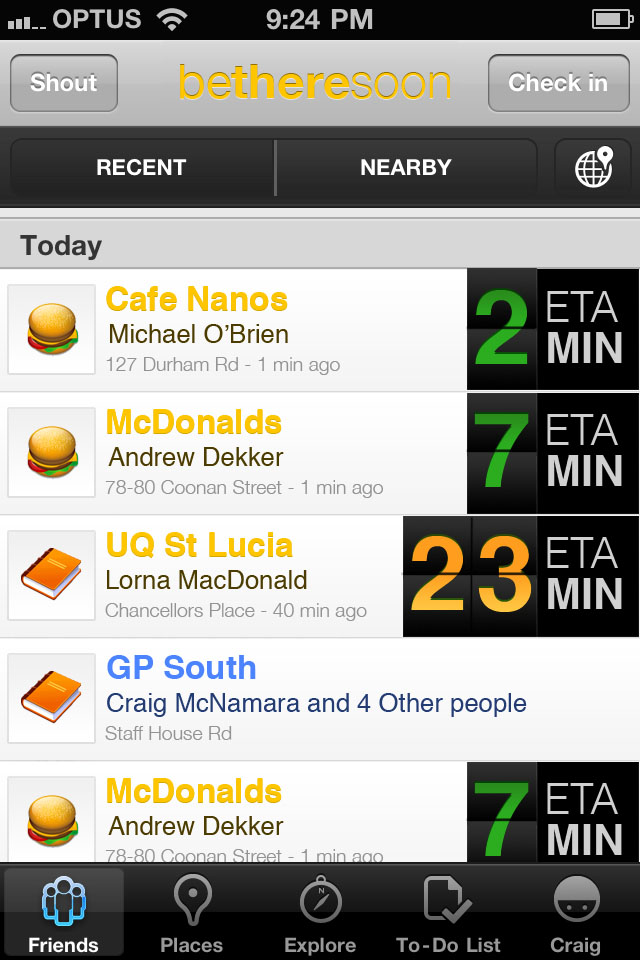 OPTUS 9:24 PM
Shout betheresoon Check in
RECENT NEARBY
Today
Cafe Nanos
Michael O’Brien
127 Durham Rd - 1 min ago
2 ETA MIN
McDonalds
Andrew Dekker
78-80 Coonan Street - 1 min ago
7 ETA MIN
UQ St Lucia
Lorna MacDonald
Chancellors Place - 40 min ago
23 ETA MIN
GP South
Craig McNamara and 4 Other people
Staff House Rd
McDonalds
Andrew Dekker
78-80 Coonan Street - 1 min ago
7 ETA MIN
Friends Places Explore To-Do List Craig